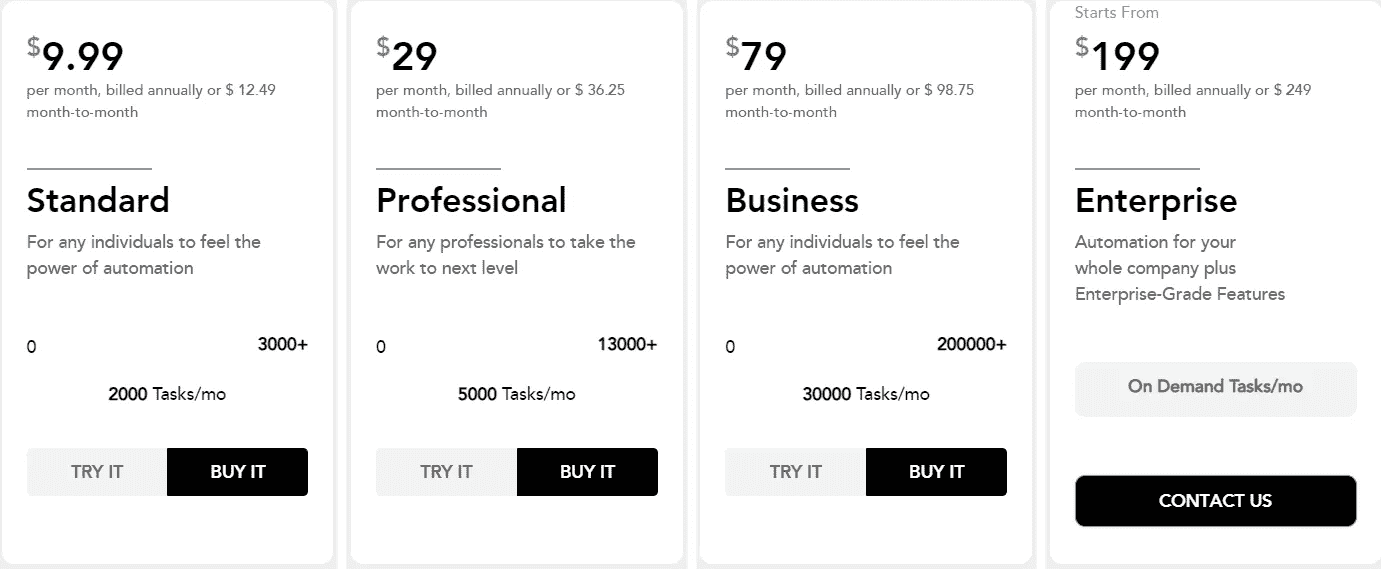 $9.99
per month, billed annually or $ 12.49
month-to-month
Standard
For any individuals to feel the
power of automation
0
3000+
2000 Tasks/mo
TRY IT
BUY IT
$29
per month, billed annually or $ 36.25
month-to-month
Professional
For any professionals to take the
work to next level
0
13000+
5000 Tasks/mo
TRY IT
BUY IT
$79
per month, billed annually or $ 98.75
month-to-month
Business
For any individuals to feel the
power of automation
0
200000+
30000 Tasks/mo
TRY IT
BUY IT
Starts From
$199
per month, billed annually or $ 249
month-to-month
Enterprise
Automation for your
whole company plus
Enterprise-Grade Features
On Demand Tasks/mo
CONTACT US